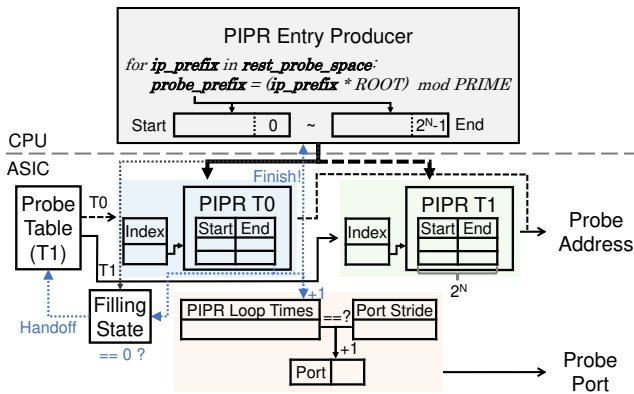 PIPR Entry Producer
for ip_prefix in rest_probe_space:
probe_prefix = (ip_prefix * ROOT) mod PRIME
Start 0 ~ 2^N-1 End
CPU
ASIC
Finish!
Probe
Table
(T1)
T0
T1
Index
PIPR T0
Start End
Index
PIPR T1
Start End
2^N
Probe
Address
Handoff
Filling
State
== 0 ?
+1
PIPR Loop Times
==?
Port Stride
+1
Port
Probe
Port